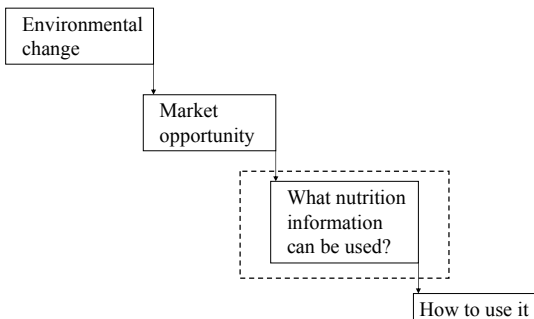 Environmental
change
Market
opportunity
What nutrition
information
can be used?
How to use it